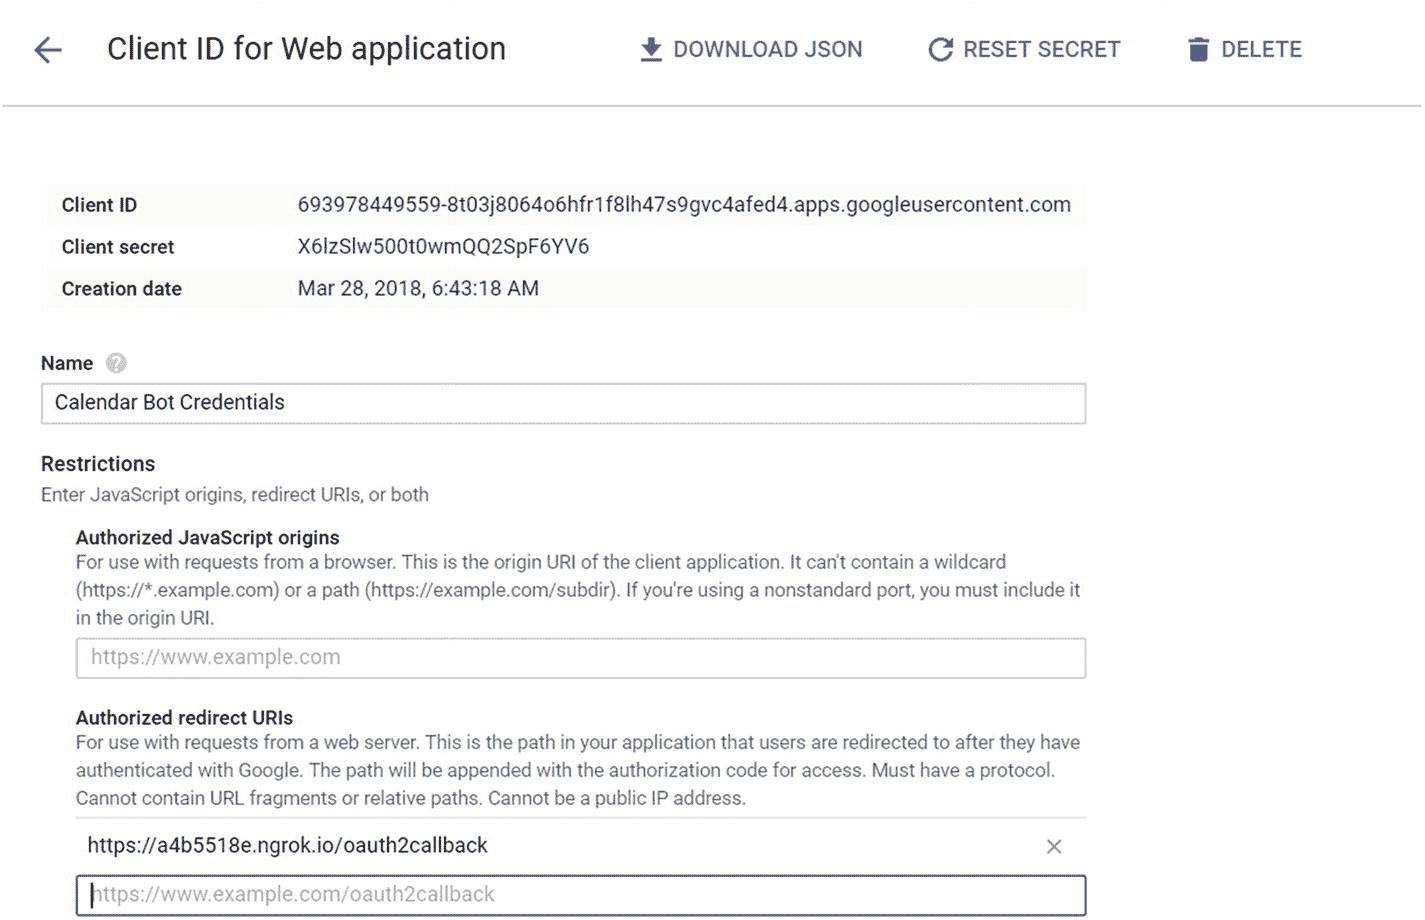 Client ID for Web application DOWNLOAD JSON RESET SECRET DELETE
Client ID 693978449559-8t03j8064o6hfr1f8lh47s9gvc4afed4.apps.googleusercontent.com
Client secret X6lzSlw500t0wmQQ2SpF6YV6
Creation date Mar 28, 2018, 6:43:18 AM
Name ?
Calendar Bot Credentials
Restrictions
Enter JavaScript origins, redirect URIs, or both
Authorized JavaScript origins
For use with requests from a browser. This is the origin URI of the client application. It can't contain a wildcard
(https://*.example.com) or a path (https://example.com/subdir). If you're using a nonstandard port, you must include it
in the origin URI.
https://www.example.com
Authorized redirect URIs
For use with requests from a web server. This is the path in your application that users are redirected to after they have
authenticated with Google. The path will be appended with the authorization code for access. Must have a protocol.
Cannot contain URL fragments or relative paths. Cannot be a public IP address.
https://a4b5518e.ngrok.io/oauth2callback
https://www.example.com/oauth2callback